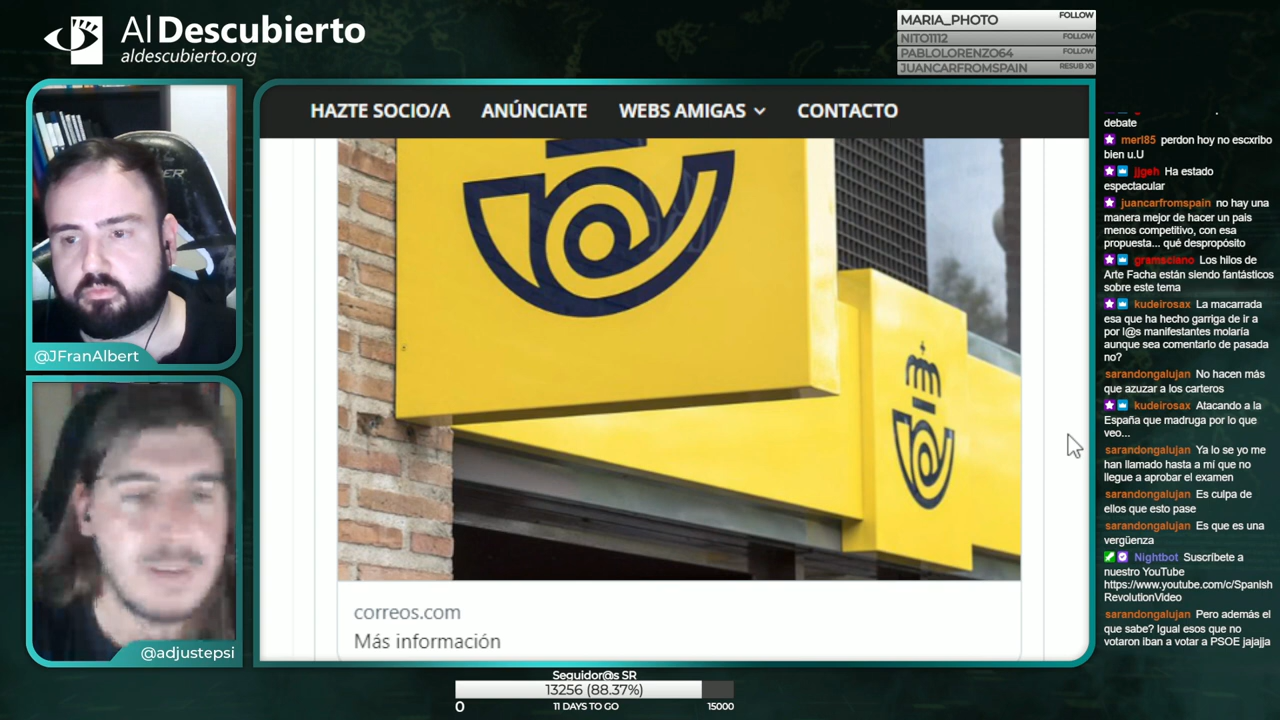 Al Descubierto
aldescubierto.org
MARIA_PHOTO FOLLOW
NITO1112 FOLLOW
PABLOLORENZO64 FOLLOW
JUANCARFROMSPAIN RESUB X9
HAZTE SOCIO/A ANÚNCIATE WEBS AMIGAS CONTACTO
@JFranAlbert
@adjustepsi
correos.com
Más información
debate
merl85 perdon hoy no escxribo
bien u.U
jjgeh Ha estado
espectacular
juancarfromspain no hay una
manera mejor de hacer un pais
menos competitivo, con esa
propuesta... qué despropósito
gramsciano Los hilos de
Arte Facha están siendo fantásticos
sobre este tema
kudeirosax La macarrada
esa que ha hecho garriga de ir a
por l@s manifestantes molaría
aunque sea comentarlo de pasada
no?
sarandongalujan No hacen más
que azuzar a los carteros
kudeirosax Atacando a la
España que madruga por lo que
veo...
sarandongalujan Ya lo se yo me
han llamado hasta a mí que no
llegue a aprobar el examen
sarandongalujan Es culpa de
ellos que esto pase
sarandongalujan Es que es una
vergüenza
Nightbot Suscríbete a
nuestro YouTube
https://www.youtube.com/c/Spanish
RevolutionVideo
sarandongalujan Pero además el
que sabe? Igual esos que no
votaron iban a votar a PSOE jajajja
Seguidor@s SR
13256 (88.37%)
0 11 DAYS TO GO 15000